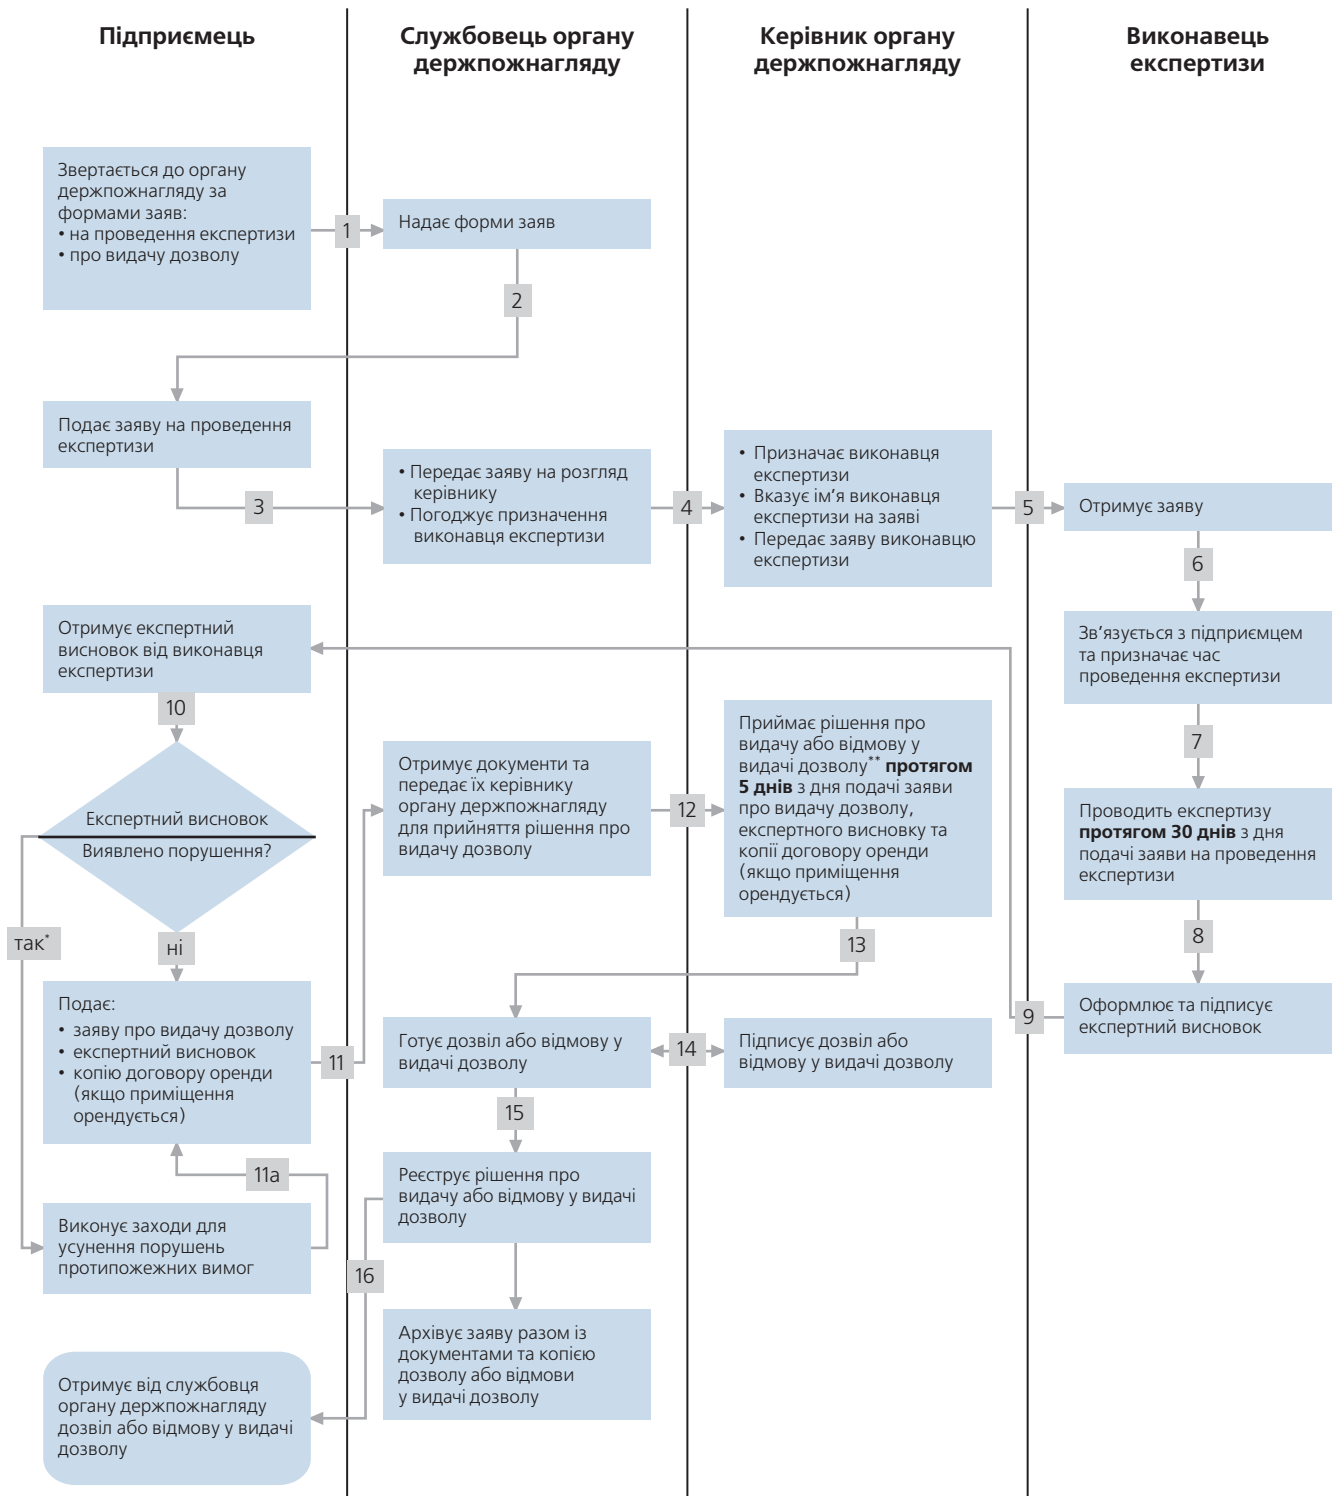 Підприємець
Службовець органу
держпожнагляду
Керівник органу
держпожнагляду
Виконавець
експертизи
Звертається до органу
держпожнагляду за
формами заяв:
• на проведення експертизи
• про видачу дозволу
1
Надає форми заяв
2
Подає заяву на проведення
експертизи
3
• Передає заяву на розгляд
керівнику
• Погоджує призначення
виконавця експертизи
4
• Призначає виконавця
експертизи
• Вказує ім’я виконавця
експертизи на заяві
• Передає заяву виконавцю
експертизи
5
Отримує заяву
6
Зв’язується з підприємцем
та призначає час
проведення експертизи
7
Проводить експертизу
протягом 30 днів з дня
подачі заяви на проведення
експертизи
8
Оформлює та підписує
експертний висновок
9
Отримує експертний
висновок від виконавця
експертизи
10
Експертний висновок
Виявлено порушення?
так*
ні
Подає:
• заяву про видачу дозволу
• експертний висновок
• копію договору оренди
(якщо приміщення
орендується)
11
11а
Виконує заходи для
усунення порушень
протипожежних вимог
Отримує документи та
передає їх керівнику
органу держпожнагляду
для прийняття рішення про
видачу дозволу
12
Приймає рішення про
видачу або відмову у
видачі дозволу** протягом
5 днів з дня подачі заяви
про видачу дозволу,
експертного висновку та
копії договору оренди
(якщо приміщення
орендується)
13
Готує дозвіл або відмову у
видачі дозволу
14
Підписує дозвіл або
відмову у видачі дозволу
15
Реєструє рішення про
видачу або відмову у видачі
дозволу
16
Архівує заяву разом із
документами та копією
дозволу або відмови
у видачі дозволу
Отримує від службовця
органу держпожнагляду
дозвіл або відмову у видачі
дозволу